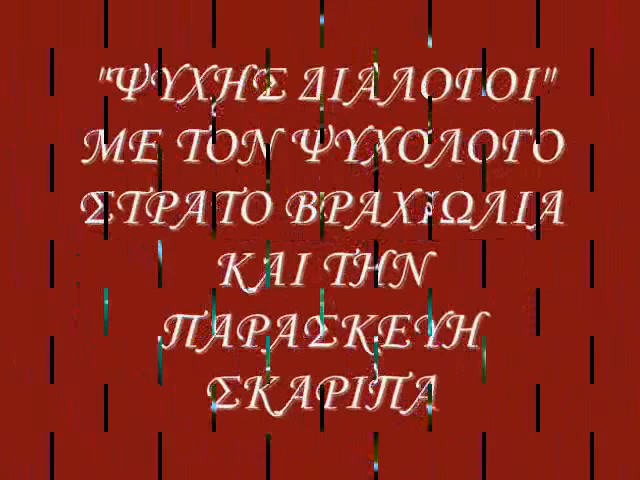 "ΨΥΧΗΣ ΔΙΑΛΟΓΟΙ"
ΜΕ ΤΟΝ ΨΥΧΟΛΟΓΟ
ΣΤΡΑΤΟ ΒΡΑΧΙΩΛΙΑ
ΚΑΙ ΤΗΝ
ΠΑΡΑΣΚΕΥΗ
ΣΚΑΡΙΠΑ